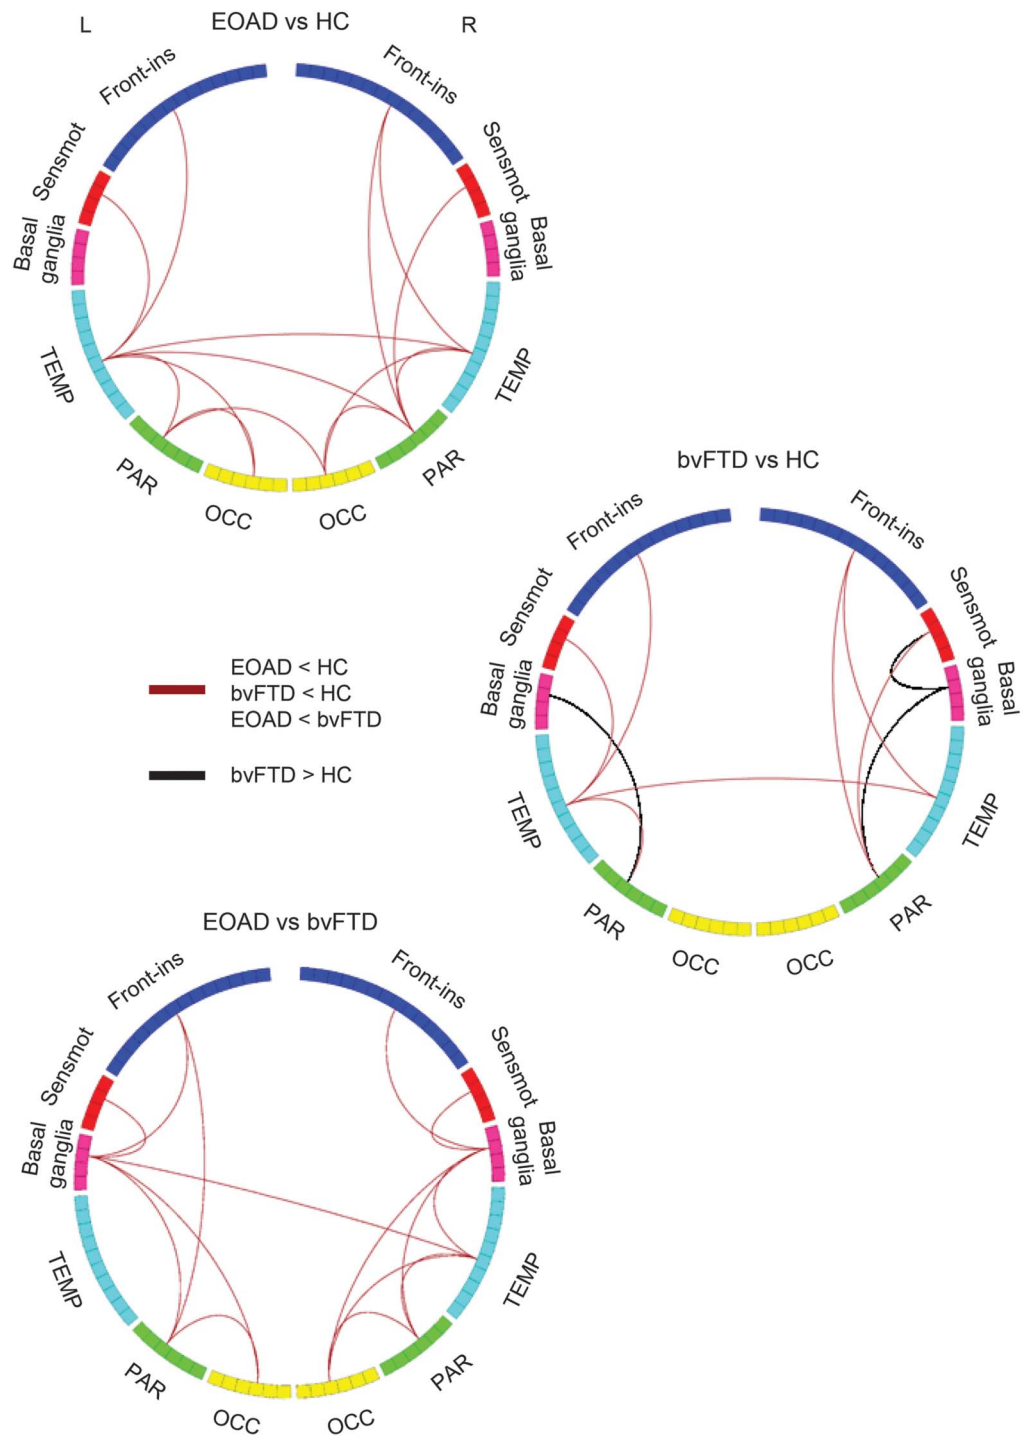 L
EOAD vs HC
R
Front-ins
Front-ins
Sensmot
Sensmot
Basal
ganglia
Basal
ganglia
TEMP
TEMP
PAR
PAR
OCC
OCC
bvFTD vs HC
Front-ins
Front-ins
Sensmot
Sensmot
Basal
ganglia
Basal
ganglia
TEMP
TEMP
PAR
PAR
OCC
OCC
EOAD < HC
bvFTD < HC
EOAD < bvFTD
bvFTD > HC
EOAD vs bvFTD
Front-ins
Front-ins
Sensmot
Sensmot
Basal
ganglia
Basal
ganglia
TEMP
TEMP
PAR
PAR
OCC
OCC